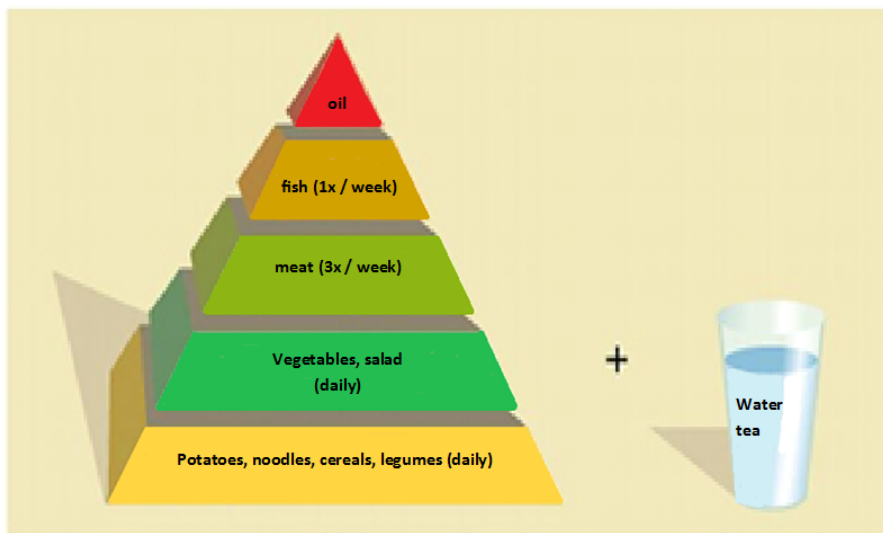 oil
fish (1x / week)
meat (3x / week)
Vegetables, salad
(daily)
Potatoes, noodles, cereals, legumes (daily)
+
Water
tea